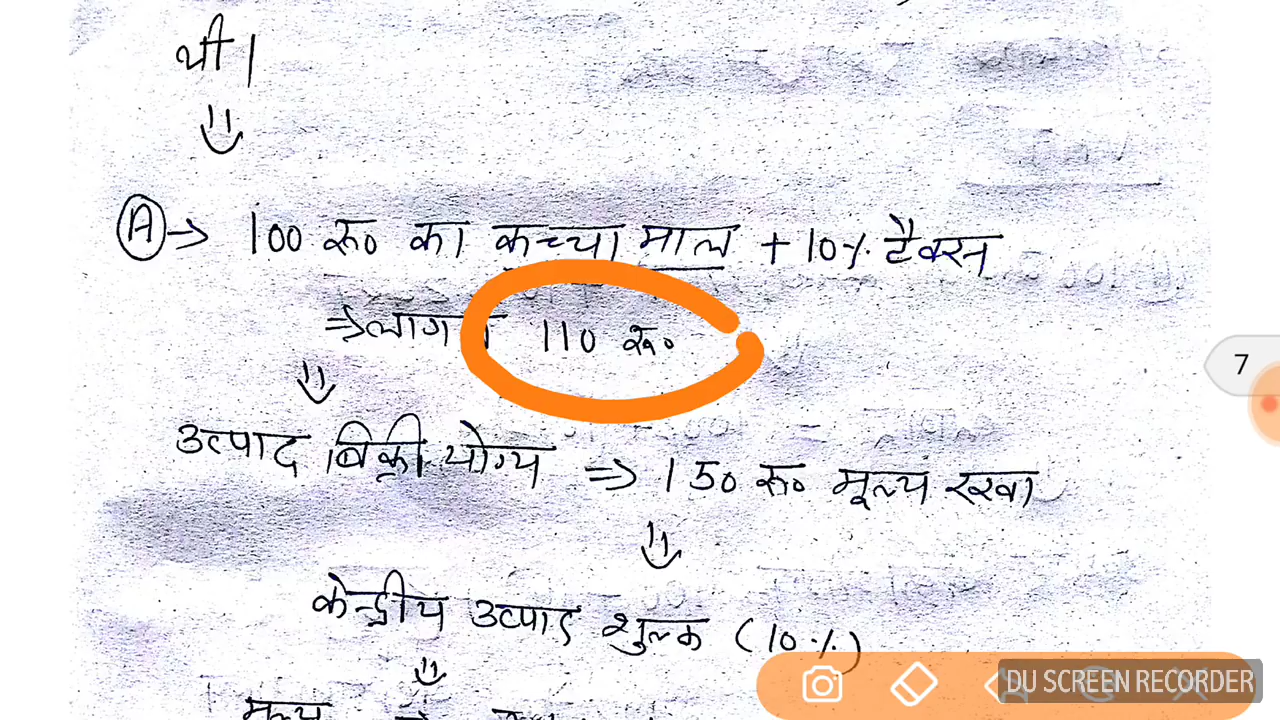 थी।
Ⓐ→ 100 रू० का कच्चा माल + 10% टैक्स
⇒लागत 110 रू०
उत्पाद बिक्री योग्य ⇒ 150 रू० मूल्य रखा
7
केन्द्रीय उत्पाद शुल्क (10%)
मूल्य
DU SCREEN RECORDER